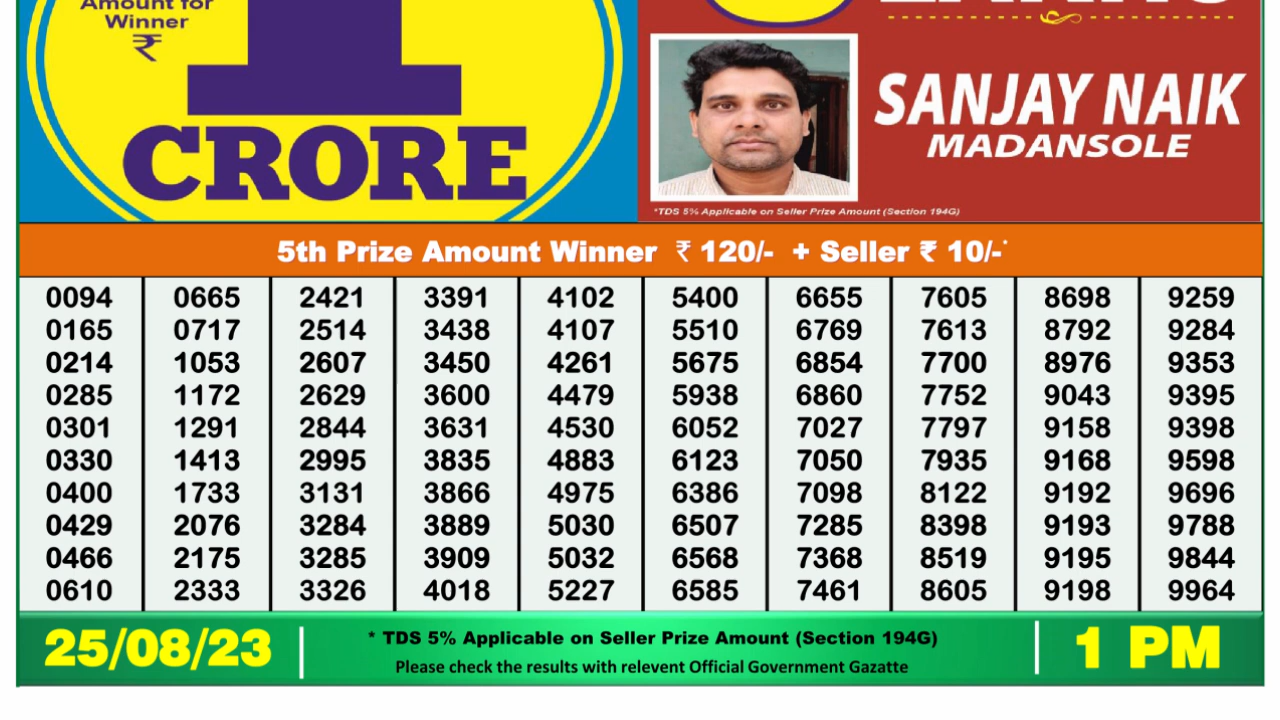 Amount for
Winner
₹
1
CRORE
SANJAY NAIK
MADANSOLE
*TDS 5% Applicable on Seller Prize Amount (Section 194G)
5th Prize Amount Winner ₹ 120/- + Seller ₹ 10/-*
0094 0665 2421 3391 4102 5400 6655 7605 8698 9259
0165 0717 2514 3438 4107 5510 6769 7613 8792 9284
0214 1053 2607 3450 4261 5675 6854 7700 8976 9353
0285 1172 2629 3600 4479 5938 6860 7752 9043 9395
0301 1291 2844 3631 4530 6052 7027 7797 9158 9398
0330 1413 2995 3835 4883 6123 7050 7935 9168 9598
0400 1733 3131 3866 4975 6386 7098 8122 9192 9696
0429 2076 3284 3889 5030 6507 7285 8398 9193 9788
0466 2175 3285 3909 5032 6568 7368 8519 9195 9844
0610 2333 3326 4018 5227 6585 7461 8605 9198 9964
25/08/23
* TDS 5% Applicable on Seller Prize Amount (Section 194G)
Please check the results with relevent Official Government Gazatte
1 PM